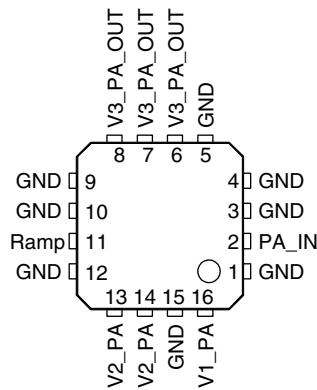 V3_PA_OUT
V3_PA_OUT
V3_PA_OUT
GND
8 7 6 5
GND 9 4 GND
GND 10 3 GND
Ramp 11 2 PA_IN
GND 12 1 GND
13 14 15 16
V2_PA
V2_PA
GND
V1_PA